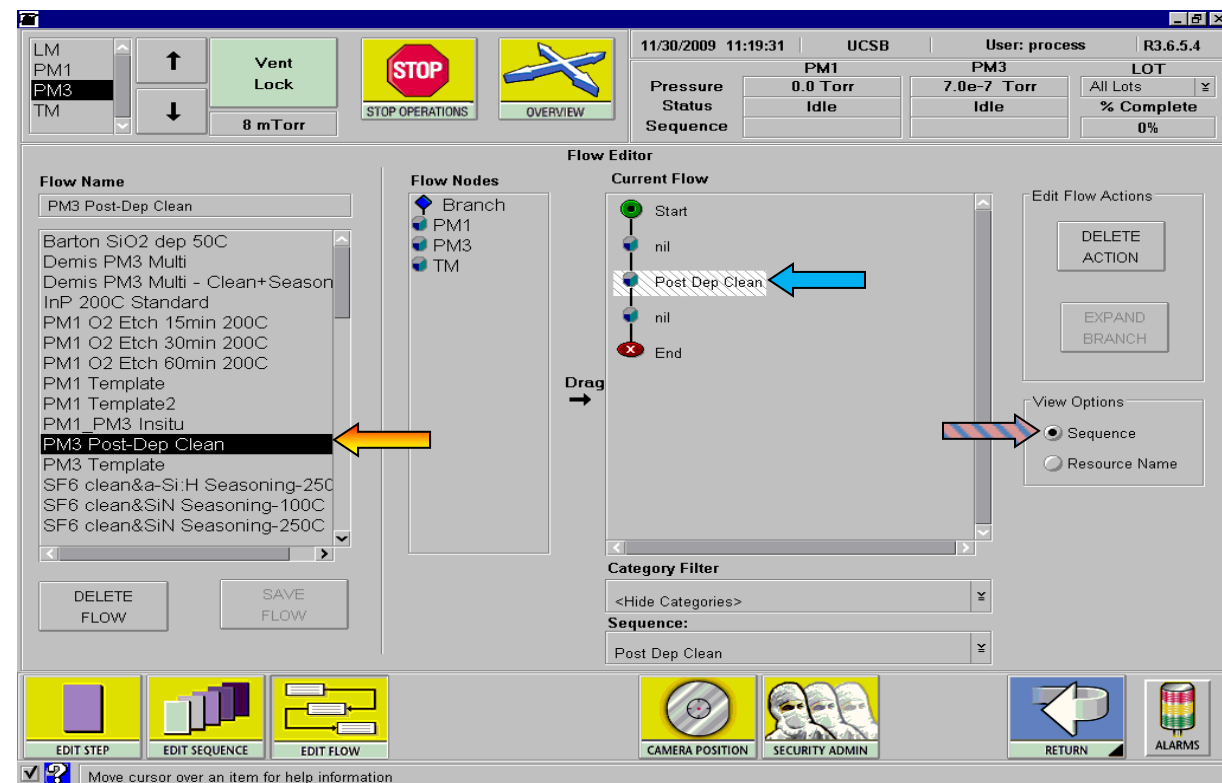 LM
PM1
PM3
TM
Vent
Lock
8 mTorr
STOP
STOP OPERATIONS
OVERVIEW
11/30/2009 11:19:31 UCSB User: process R3.6.5.4
PM1 PM3 LOT
Pressure 0.0 Torr 7.0e-7 Torr All Lots
Status Idle Idle % Complete
Sequence 0%
Flow Editor
Flow Name
PM3 Post-Dep Clean
Barton SiO2 dep 50C
Demis PM3 Multi
Demis PM3 Multi - Clean+Season
InP 200C Standard
PM1 O2 Etch 15min 200C
PM1 O2 Etch 30min 200C
PM1 O2 Etch 60min 200C
PM1 Template
PM1 Template2
PM1_PM3 Insitu
PM3 Post-Dep Clean
PM3 Template
SF6 clean&a-Si:H Seasoning-250
SF6 clean&SiN Seasoning-100C
SF6 clean&SiN Seasoning-250C
DELETE
FLOW
SAVE
FLOW
Flow Nodes
Branch
PM1
PM3
TM
Drag
Current Flow
Start
nil
Post Dep Clean
nil
End
Category Filter
<Hide Categories>
Sequence:
Post Dep Clean
Edit Flow Actions
DELETE
ACTION
EXPAND
BRANCH
View Options
Sequence
Resource Name
EDIT STEP
EDIT SEQUENCE
EDIT FLOW
CAMERA POSITION
SECURITY ADMIN
RETURN
ALARMS
Move cursor over an item for help information